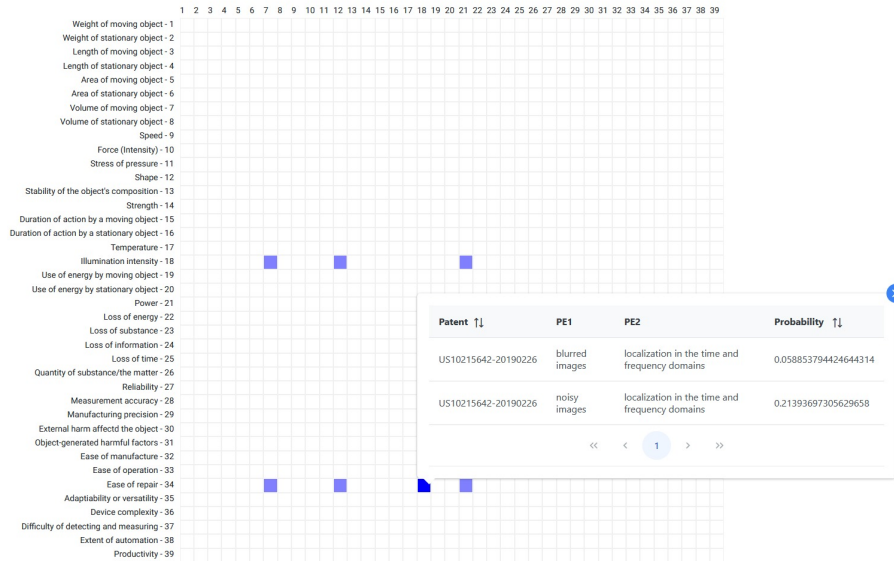 1 2 3 4 5 6 7 8 9 10 11 12 13 14 15 16 17 18 19 20 21 22 23 24 25 26 27 28 29 30 31 32 33 34 35 36 37 38 39
Weight of moving object - 1
Weight of stationary object - 2
Length of moving object - 3
Length of stationary object - 4
Area of moving object - 5
Area of stationary object - 6
Volume of moving object - 7
Volume of stationary object - 8
Speed - 9
Force (Intensity) - 10
Stress of pressure - 11
Shape - 12
Stability of the object's composition - 13
Strength - 14
Duration of action by a moving object - 15
Duration of action by a stationary object - 16
Temperature - 17
Illumination intensity - 18
Use of energy by moving object - 19
Use of energy by stationary object - 20
Power - 21
Loss of energy - 22
Loss of substance - 23
Loss of information - 24
Loss of time - 25
Quantity of substance/the matter - 26
Reliability - 27
Measurement accuracy - 28
Manufacturing precision - 29
External harm affectd the object - 30
Object-generated harmful factors - 31
Ease of manufacture - 32
Ease of operation - 33
Ease of repair - 34
Adaptiability or versatility - 35
Device complexity - 36
Difficulty of detecting and measuring - 37
Extent of automation - 38
Productivity - 39
Patent ↑↓ PE1 PE2 Probability ↑↓
US10215642-20190226 blurred images localization in the time and frequency domains 0.058853794424644314
US10215642-20190226 noisy images localization in the time and frequency domains 0.21393697305629658
« ‹ 1 › »